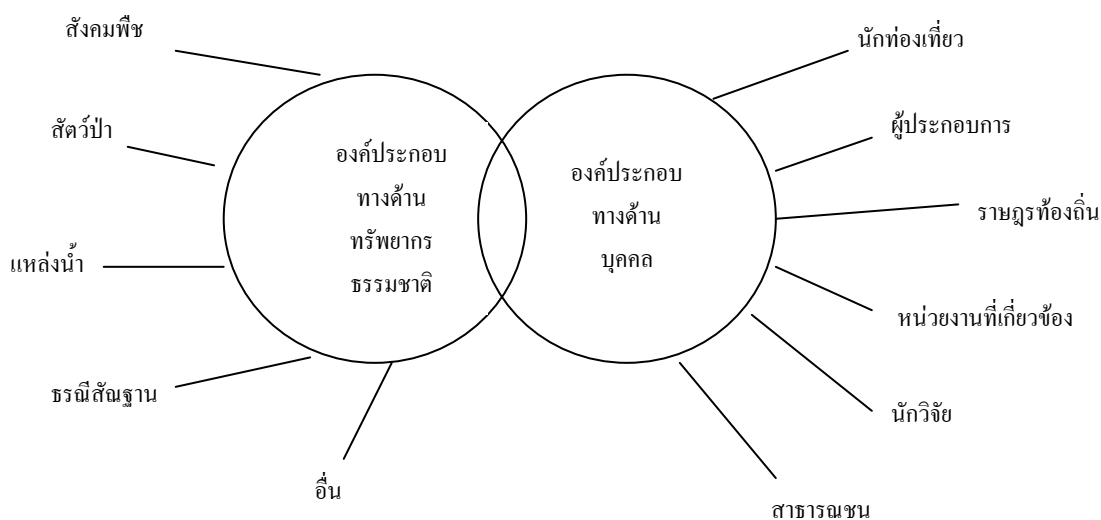 สังคมพืช
สัตว์ป่า
แหล่งน้ำ
ธรณีสัณฐาน
อื่น
องค์ประกอบ
ทางด้าน
ทรัพยากร
ธรรมชาติ
องค์ประกอบ
ทางด้าน
บุคคล
นักท่องเที่ยว
ผู้ประกอบการ
ราษฎรท้องถิ่น
หน่วยงานที่เกี่ยวข้อง
นักวิจัย
สาธารณชน